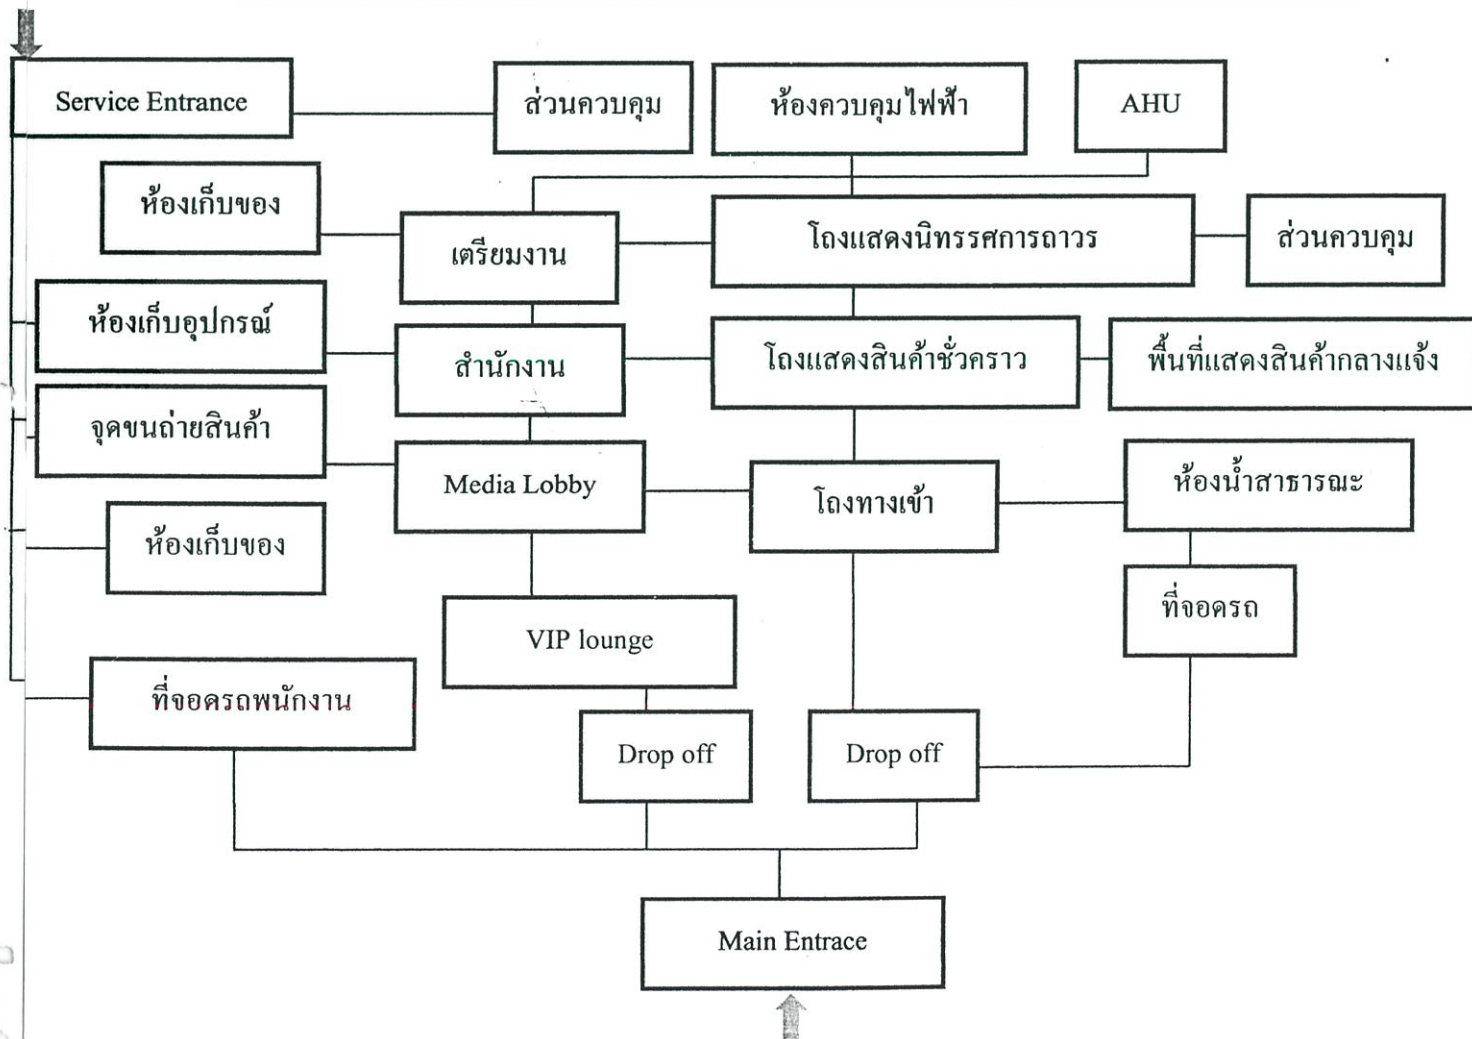 Service Entrance
ส่วนควบคุม
ห้องควบคุมไฟฟ้า
AHU
ห้องเก็บของ
เตรียมงาน
โถงแสดงนิทรรศการถาวร
ส่วนควบคุม
ห้องเก็บอุปกรณ์
สำนักงาน
โถงแสดงสินค้าชั่วคราว
พื้นที่แสดงสินค้ากลางแจ้ง
จุดขนถ่ายสินค้า
Media Lobby
โถงทางเข้า
ห้องน้ำสาธารณะ
ห้องเก็บของ
ที่จอดรถ
VIP lounge
ที่จอดรถพนักงาน
Drop off
Drop off
Main Entrace